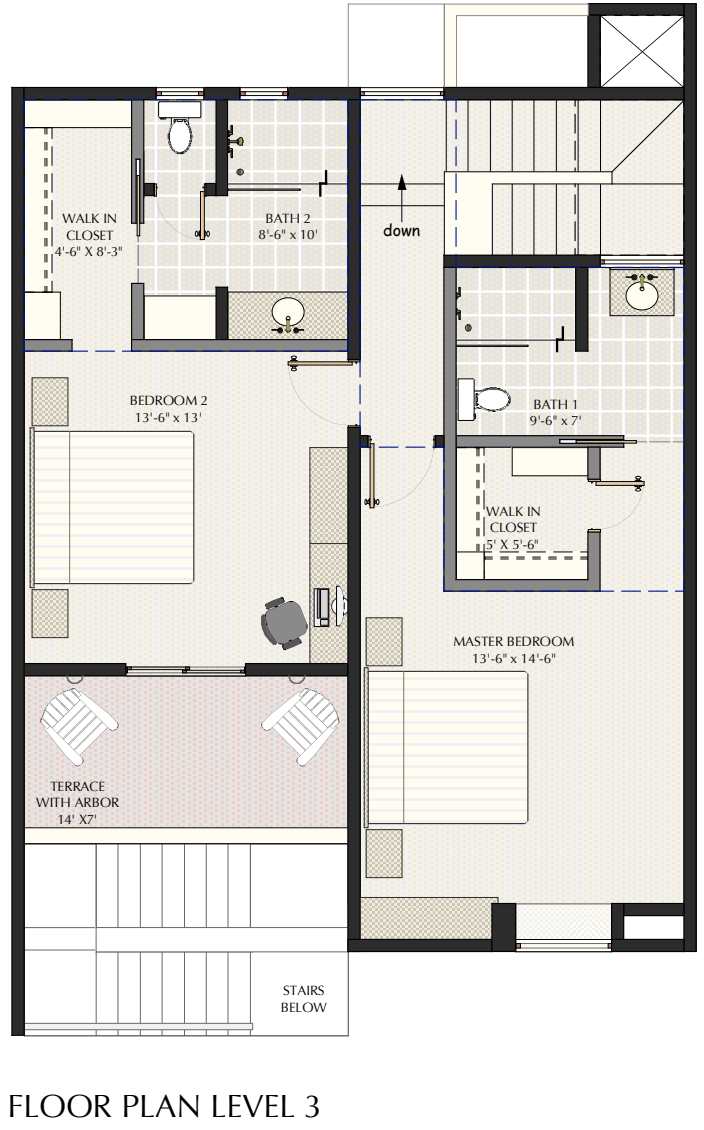 WALK IN
CLOSET
4'-6" X 8'-3"
BATH 2
8'-6" x 10'
down
BEDROOM 2
13'-6" x 13'
BATH 1
9'-6" x 7'
WALK IN
CLOSET
5' X 5'-6"
MASTER BEDROOM
13'-6" x 14'-6"
TERRACE
WITH ARBOR
14' X7'
STAIRS
BELOW
FLOOR PLAN LEVEL 3